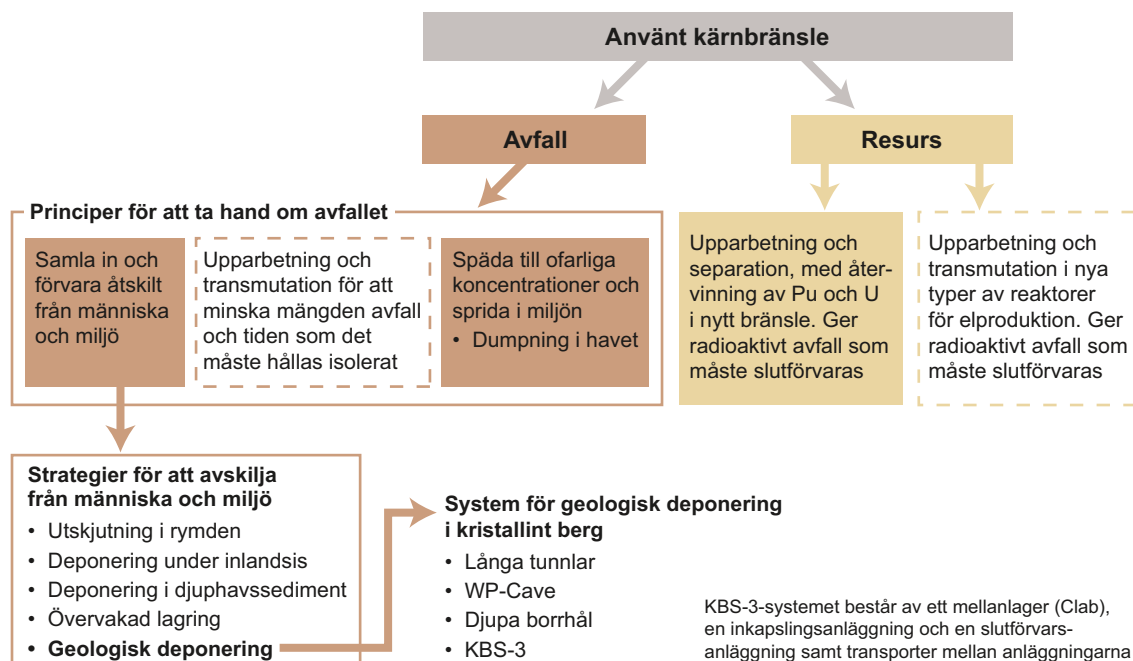 Använt kärnbränsle
Avfall
Resurs
Principer för att ta hand om avfallet
Samla in och
förvara åtskilt
från människa
och miljö
Upparbetning och
transmutation för att
minska mängden avfall
och tiden som det
måste hållas isolerat
Späda till ofarliga
koncentrationer och
sprida i miljön
• Dumpning i havet
Upparbetning och
separation, med åter-
vinning av Pu och U
i nytt bränsle. Ger
radioaktivt avfall som
måste slutförvaras
Upparbetning och
transmutation i nya
typer av reaktorer
för elproduktion. Ger
radioaktivt avfall som
måste slutförvaras
Strategier för att avskilja
från människa och miljö
• Utskjutning i rymden
• Deponering under inlandsis
• Deponering i djuphavssediment
• Övervakad lagring
• Geologisk deponering
System för geologisk deponering
i kristallint berg
• Långa tunnlar
• WP-Cave
• Djupa borrhål
• KBS-3
KBS-3-systemet består av ett mellanlager (Clab),
en inkapslingsanläggning och en slutförvars-
anläggning samt transporter mellan anläggningarna